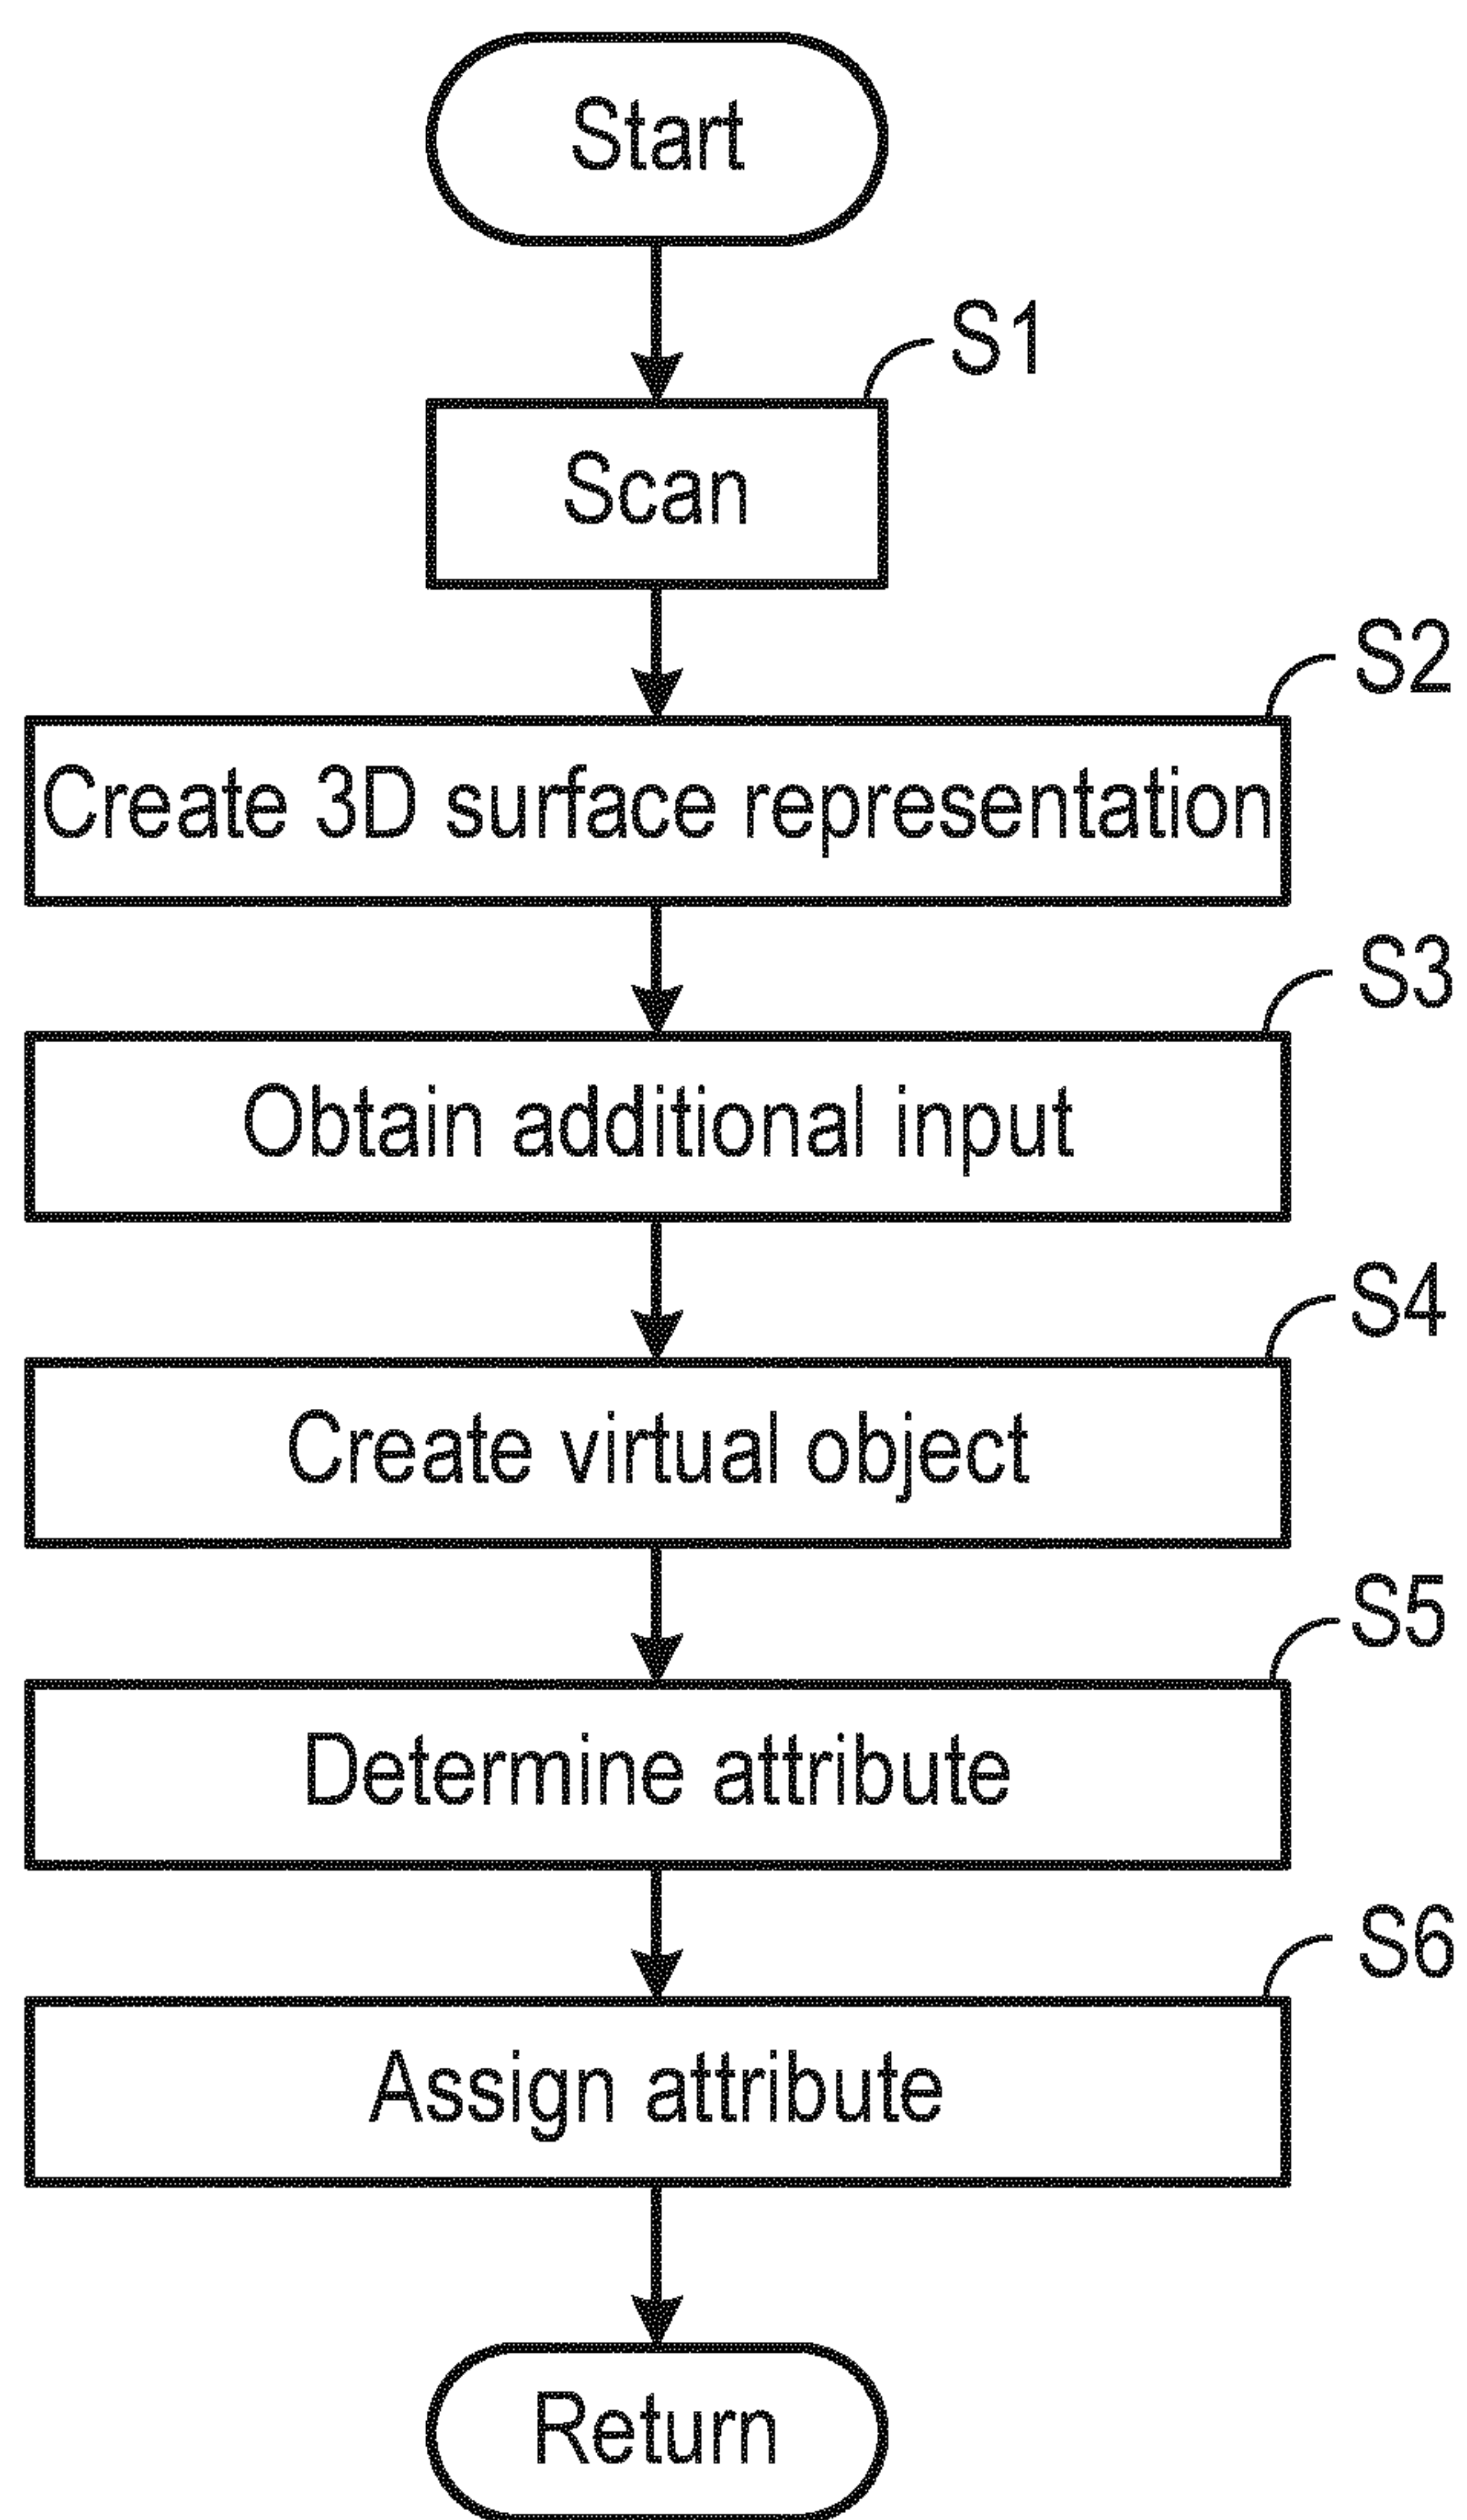 Start
S1
Scan
S2
Create 3D surface representation
S3
Obtain additional input
S4
Create virtual object
S5
Determine attribute
S6
Assign attribute
Return